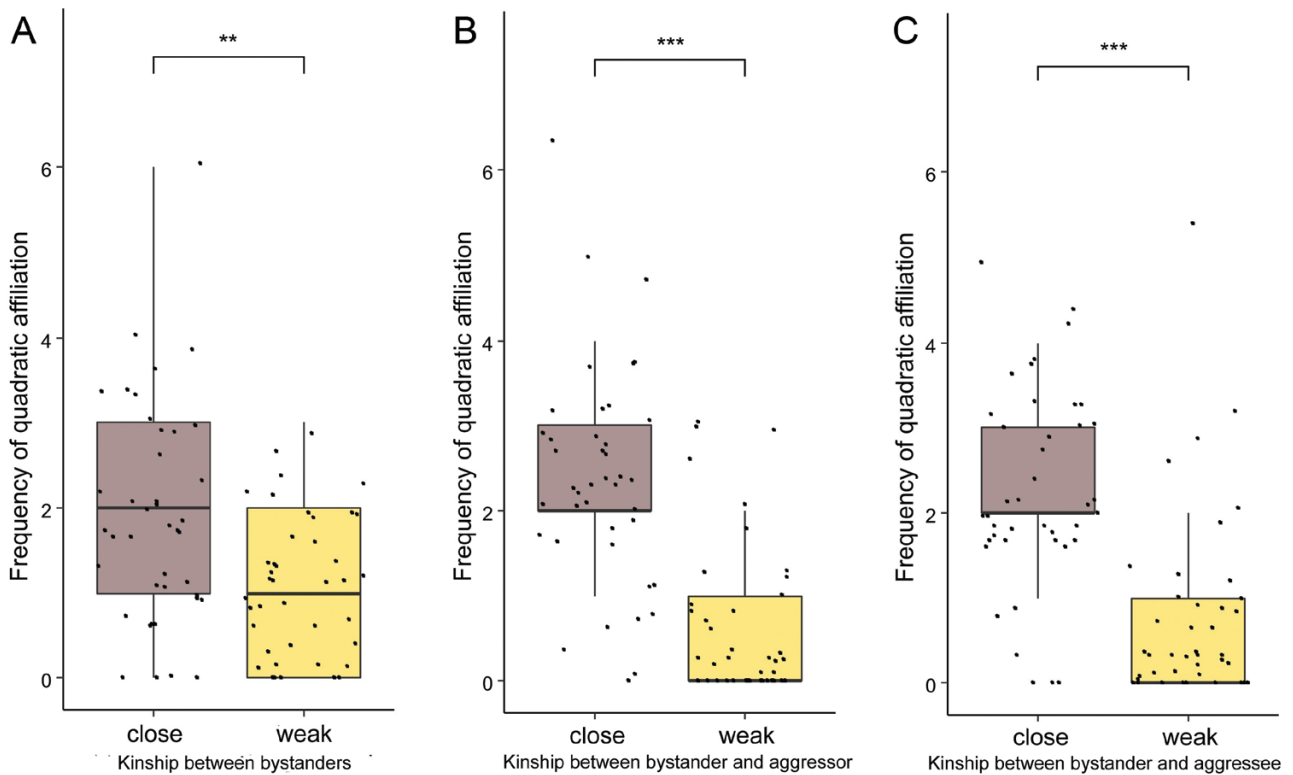 A
**
Frequency of quadratic affiliation
6
4
2
0
close weak
Kinship between bystanders
B
***
Frequency of quadratic affiliation
6
4
2
0
close weak
Kinship between bystander and aggressor
C
***
Frequency of quadratic affiliation
6
4
2
0
close weak
Kinship between bystander and aggressee